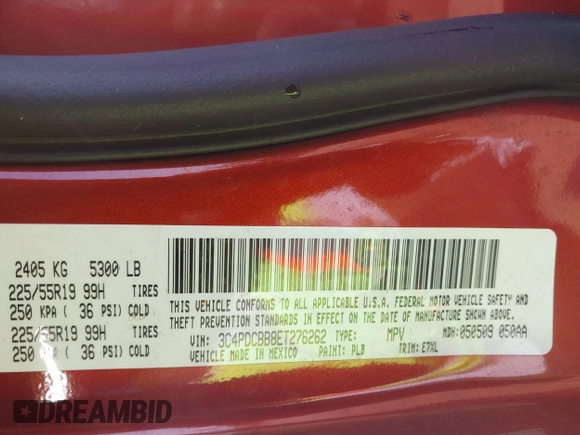 2405 KG 5300 LB
225/55R19 99H TIRES
250 KPA ( 36 PSI) COLD
225/55R19 99H TIRES
250 KPA ( 36 PSI) COLD
THIS VEHICLE CONFORMS TO ALL APPLICABLE U.S.A. FEDERAL MOTOR VEHICLE SAFETY AND
THEFT PREVENTION STANDARDS IN EFFECT ON THE DATE OF MANUFACTURE SHOWN ABOVE.
VIN: 3C4PDCBB8ET276262 TYPE: MPV MDH: 050509 050AA
VEHICLE MADE IN MEXICO PAINT: PLB TRIM: E7XL
DREAMBID